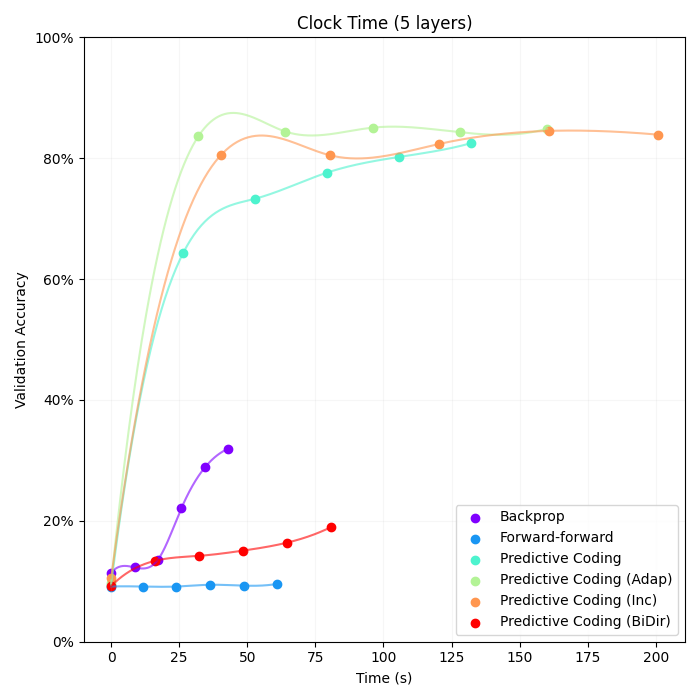 Clock Time (5 layers)
100%
80%
60%
40%
20%
0%
Validation Accuracy
Backprop
Forward-forward
Predictive Coding
Predictive Coding (Adap)
Predictive Coding (Inc)
Predictive Coding (BiDir)
0 25 50 75 100 125 150 175 200
Time (s)